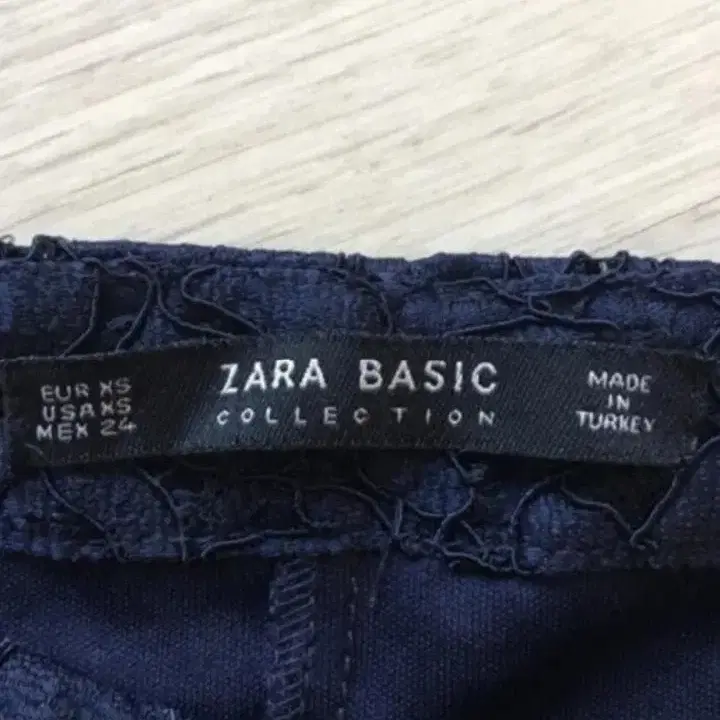 EUR XS
USA XS
MEX 24
ZARA BASIC
COLLECTION
MADE
IN
TURKEY